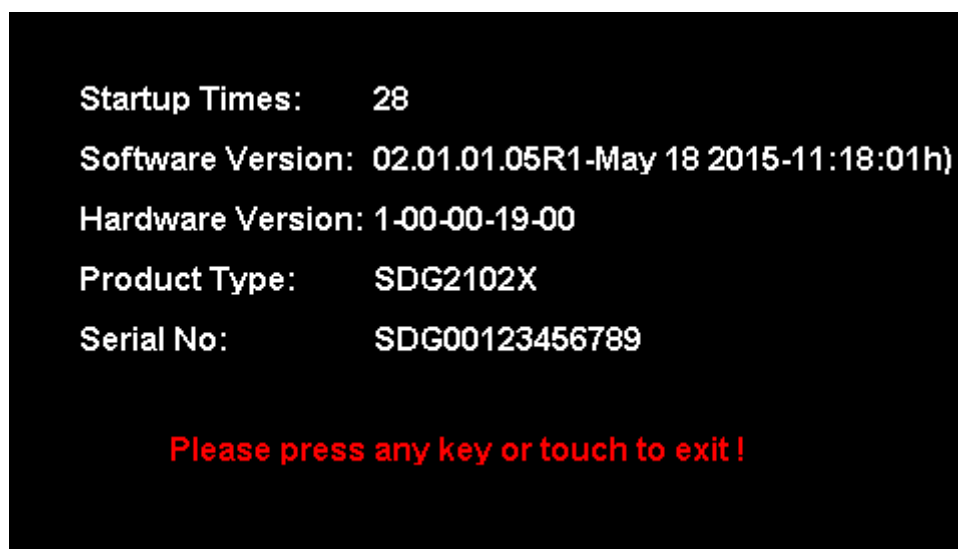 Startup Times: 28
Software Version: 02.01.01.05R1-May 18 2015-11:18:01h)
Hardware Version: 1-00-00-19-00
Product Type: SDG2102X
Serial No: SDG00123456789
Please press any key or touch to exit !